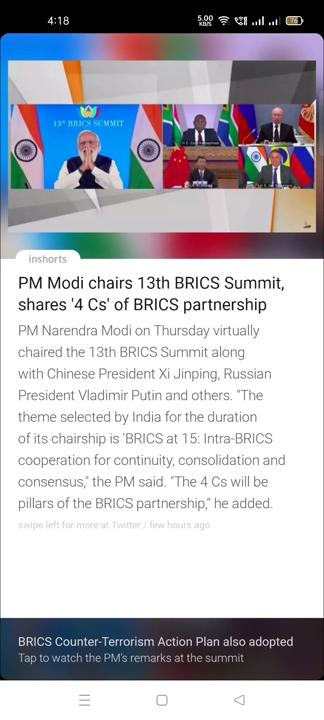 4:18
5.00
KB/S
76
13th BRICS SUMMIT
inshorts
PM Modi chairs 13th BRICS Summit,
shares '4 Cs' of BRICS partnership
PM Narendra Modi on Thursday virtually
chaired the 13th BRICS Summit along
with Chinese President Xi Jinping, Russian
President Vladimir Putin and others. "The
theme selected by India for the duration
of its chairship is 'BRICS at 15: Intra-BRICS
cooperation for continuity, consolidation and
consensus," the PM said. "The 4 Cs will be
pillars of the BRICS partnership," he added.
swipe left for more at Twitter / few hours ago
BRICS Counter-Terrorism Action Plan also adopted
Tap to watch the PM's remarks at the summit